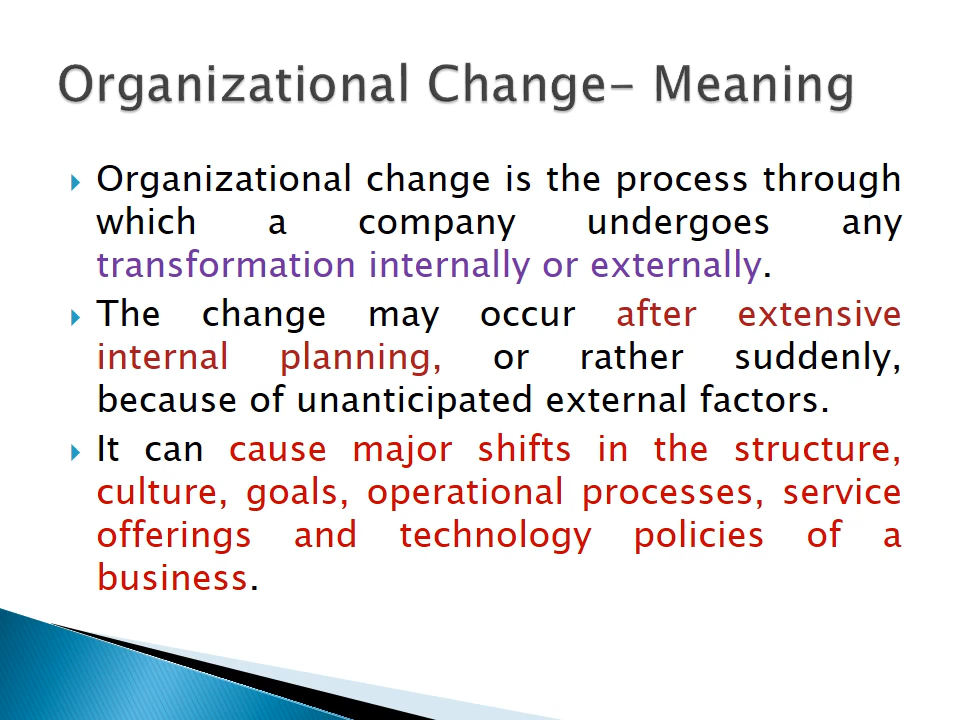 Organizational Change- Meaning
Organizational change is the process through
which a company undergoes any
transformation internally or externally.
The change may occur after extensive
internal planning, or rather suddenly,
because of unanticipated external factors.
It can cause major shifts in the structure,
culture, goals, operational processes, service
offerings and technology policies of a
business.